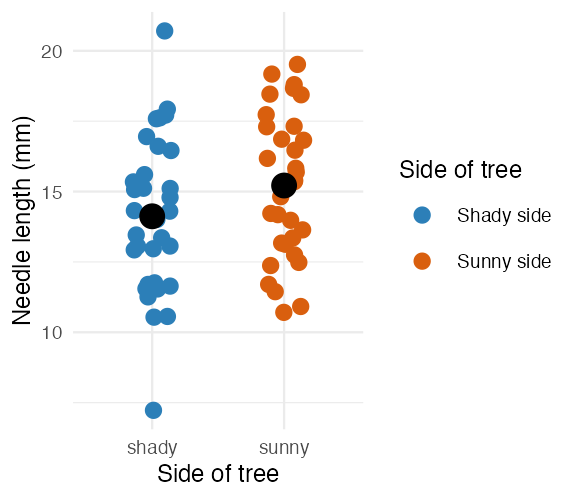 20
15
10
Needle length (mm)
shady
sunny
Side of tree
Side of tree
Shady side
Sunny side